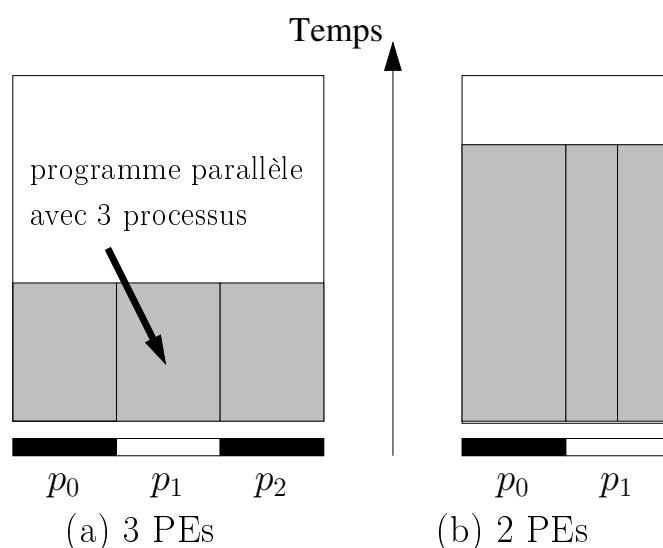 Temps
programme parallèle
avec 3 processus
p0 p1 p2
(a) 3 PEs
p0 p1
(b) 2 PEs